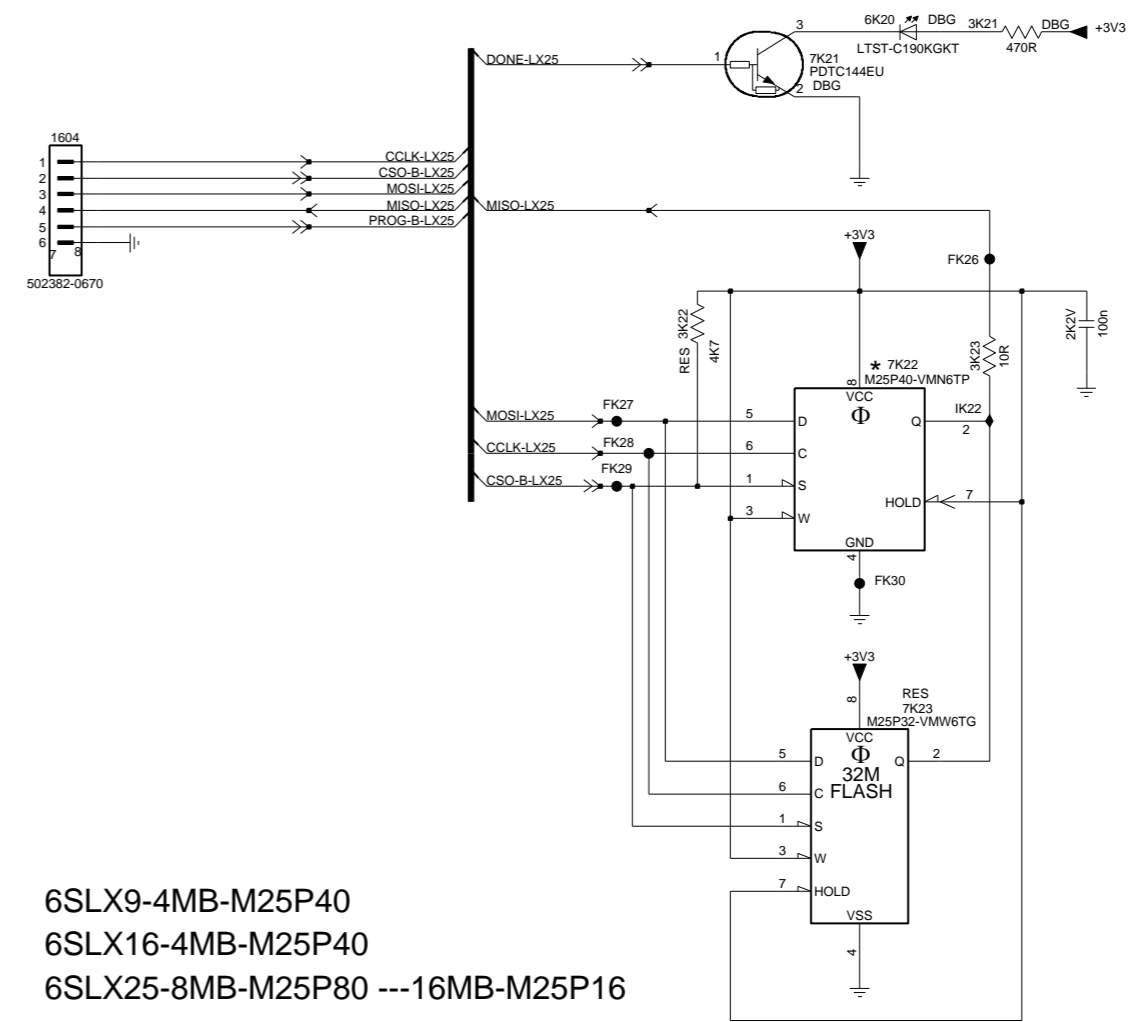 6K20 DBG 3K21 DBG +3V3
3
LTST-C190KGKT 470R
DONE-LX25 1 7K21
PDTC144EU
2 DBG
1604
1 CCLK-LX25
2 CSO-B-LX25
3 MOSI-LX25
4 MISO-LX25 MISO-LX25
5 PROG-B-LX25
6
7 8
502382-0670
+3V3
FK26
RES 3K22
4K7
3K23
10R
2K2V
100n
* 7K22
M25P40-VMN6TP
8
VCC
Φ
MOSI-LX25 FK27 5 D Q IK22
2
CCLK-LX25 FK28 6 C
CSO-B-LX25 FK29 1 S
HOLD 7
3 W
GND
4
FK30
+3V3
RES
7K23
M25P32-VMW6TG
8
VCC
Φ
5 D Q 2
32M
6 C FLASH
1 S
3 W
7 HOLD
VSS
4
6SLX9-4MB-M25P40
6SLX16-4MB-M25P40
6SLX25-8MB-M25P80 ---16MB-M25P16